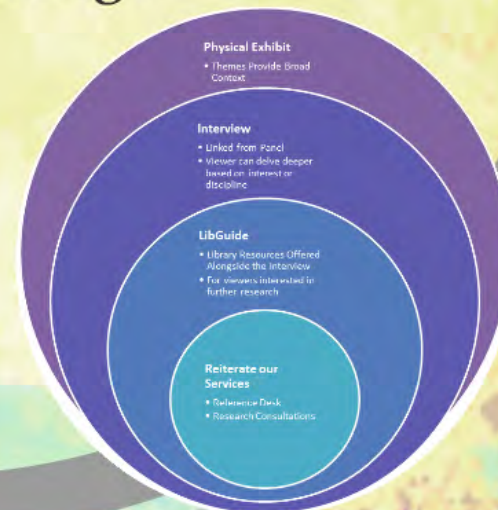 Physical Exhibit
• Themes Provide Broad
Context
Interview
• Linked from Panel
• Viewer can delve deeper
based on interest or
discipline
LibGuide
• Library Resources Offered
Alongside the Interview
• For viewers interested in
further research
Reiterate our
Services
• Reference Desk
• Research Consultations